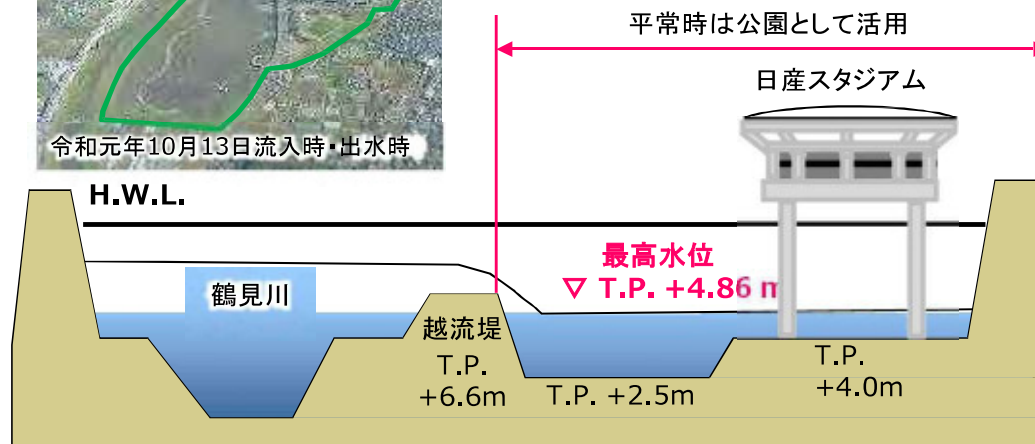 平常時は公園として活用
日産スタジアム
令和元年10月13日流入時・出水時
H.W.L.
最高水位
▽ T.P. +4.86 m
鶴見川
越流堤
T.P.
+6.6m
T.P. +2.5m
T.P.
+4.0m